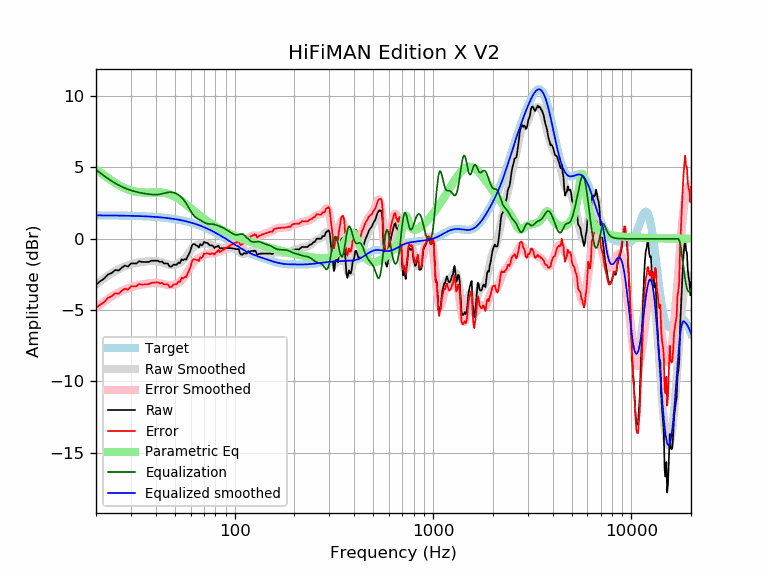 HiFiMAN Edition X V2
10
5
0
−5
−10
−15
Amplitude (dBr)
Target
Raw Smoothed
Error Smoothed
Raw
Error
Parametric Eq
Equalization
Equalized smoothed
100
1000
10000
Frequency (Hz)